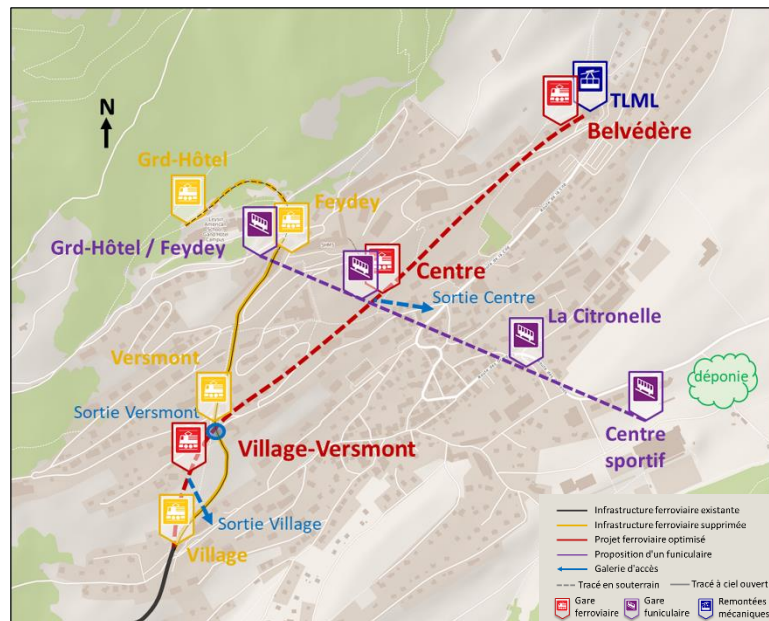 N
TLML
Belvédère
Grd-Hôtel
Feydey
Grd-Hôtel / Feydey
Centre
Sortie Centre
La Citronelle
Versmont
déponie
Sortie Versmont
Village-Versmont
Centre
sportif
Sortie Village
Village
Infrastructure ferroviaire existante
Infrastructure ferroviaire supprimée
Projet ferroviaire optimisé
Proposition d'un funiculaire
Galerie d'accès
Tracé en souterrain
Tracé à ciel ouvert
Gare
ferroviaire
Gare
funiculaire
Remontées
mécaniques